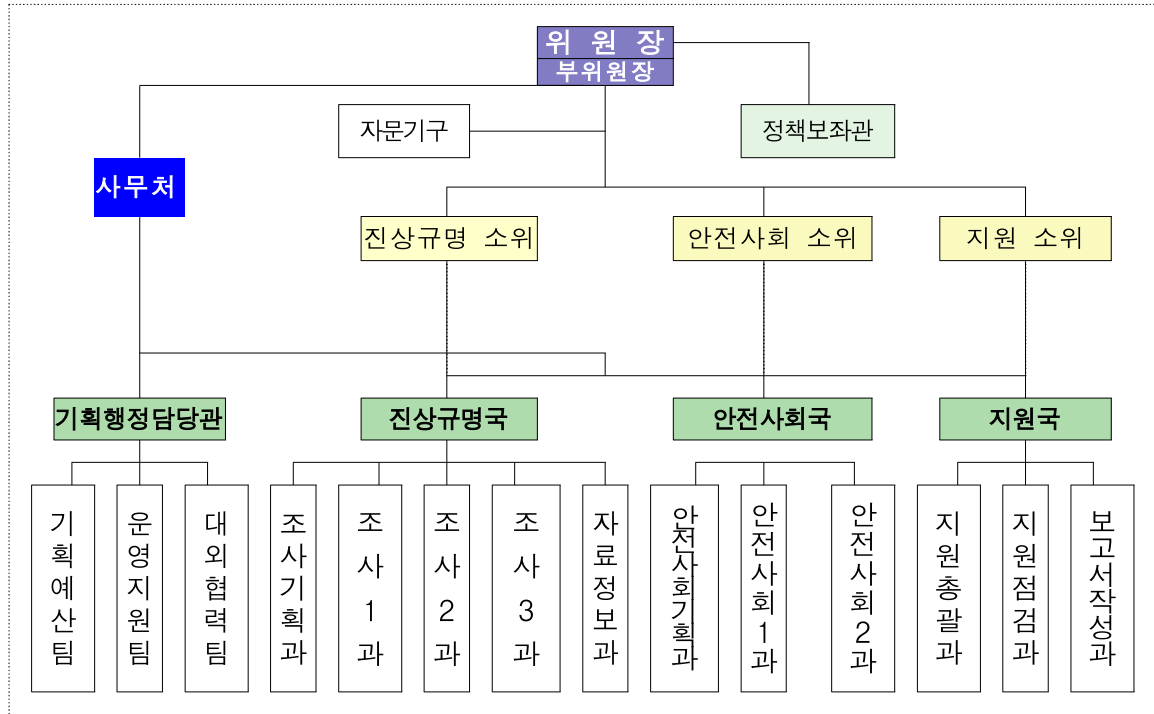 위 원 장
부위원장
자문기구
정책보좌관
사무처
진상규명 소위
안전사회 소위
지원 소위
기획행정담당관
진상규명국
안전사회국
지원국
기획예산팀
운영지원팀
대외협력팀
조사기획과
조사1과
조사2과
조사3과
자료정보과
안전사회기획과
안전사회1과
안전사회2과
지원총괄과
지원점검과
보고서작성과